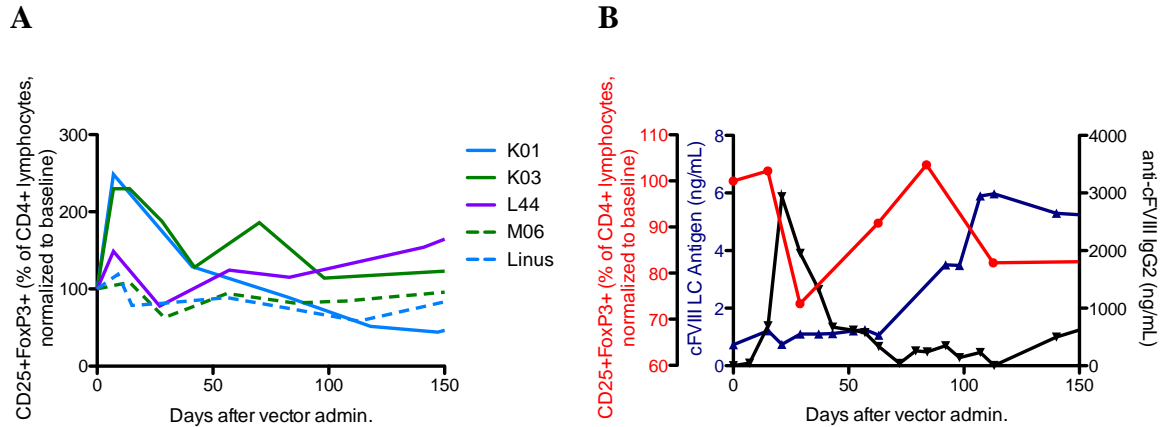 A
CD25+FoxP3+ (% of CD4+ lymphocytes,
normalized to baseline)
300
200
100
0
0
50
100
150
Days after vector admin.
K01
K03
L44
M06
Linus
B
CD25+FoxP3+ (% of CD4+ lymphocytes,
normalized to baseline)
110
100
90
80
70
60
cFVIII LC Antigen (ng/mL)
8
6
4
2
0
4000
3000
2000
1000
0
anti-cFVIII IgG2 (ng/mL)
0
50
100
150
Days after vector admin.